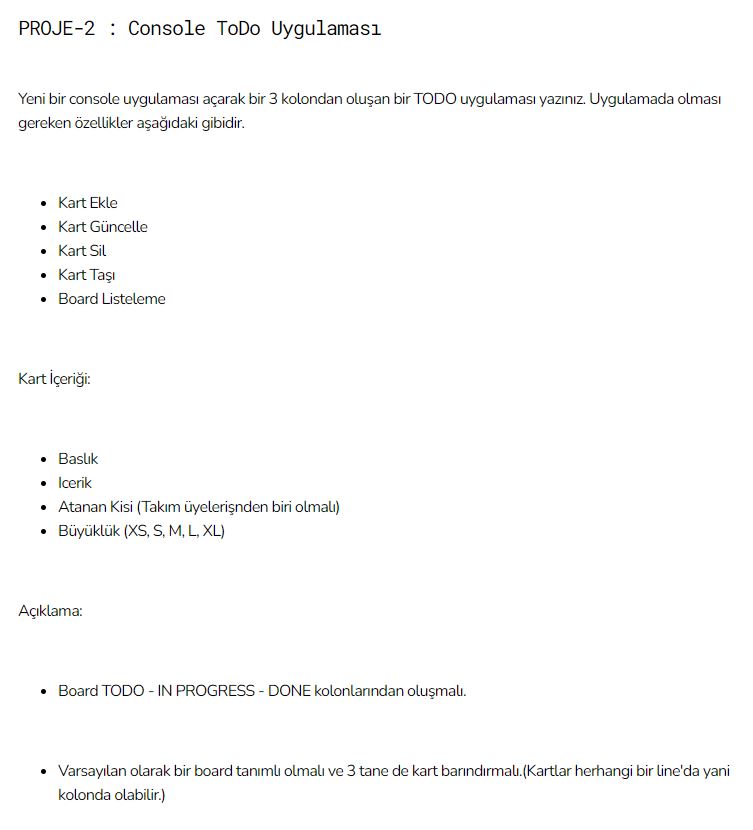 PROJE-2 : Console ToDo Uygulaması
Yeni bir console uygulaması açarak bir 3 kolondan oluşan bir TODO uygulaması yazınız. Uygulamada olması
gereken özellikler aşağıdaki gibidir.
Kart Ekle
Kart Güncelle
Kart Sil
Kart Taşı
Board Listeleme
Kart İçeriği:
Baslık
Icerik
Atanan Kisi (Takım üyelerişnden biri olmalı)
Büyüklük (XS, S, M, L, XL)
Açıklama:
Board TODO - IN PROGRESS - DONE kolonlarından oluşmalı.
Varsayılan olarak bir board tanımlı olmalı ve 3 tane de kart barındırmalı.(Kartlar herhangi bir line'da yani
kolonda olabilir.)